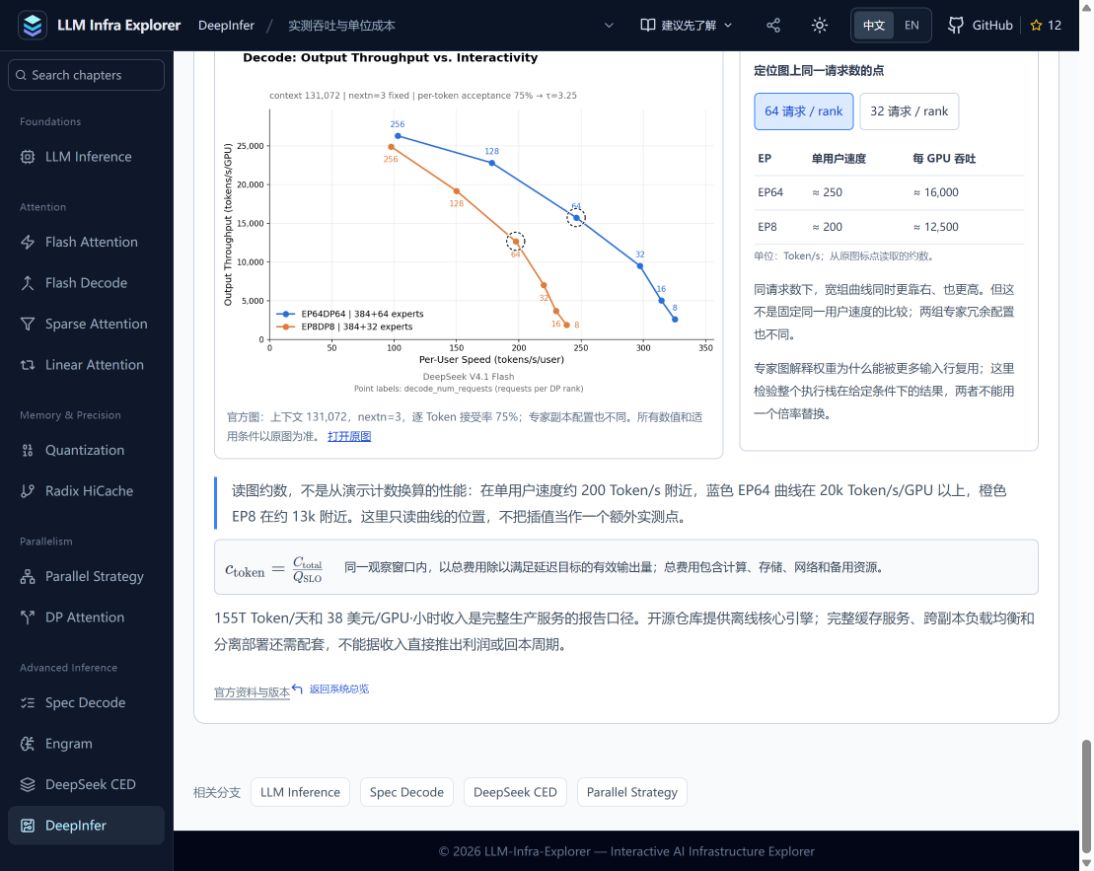 LLM Infra Explorer
DeepInfer / 实测吞吐与单位成本
建议先了解
中文 EN
GitHub
12
Search chapters
Foundations
LLM Inference
Attention
Flash Attention
Flash Decode
Sparse Attention
Linear Attention
Memory & Precision
Quantization
Radix HiCache
Parallelism
Parallel Strategy
DP Attention
Advanced Inference
Spec Decode
Engram
DeepSeek CED
DeepInfer
Decode: Output Throughput vs. Interactivity
context 131,072 | nextn=3 fixed | per-token acceptance 75% → τ=3.25
Output Throughput (tokens/s/GPU)
25,000
20,000
15,000
10,000
5,000
0
256
128
64
32
16
8
256
128
64
32
16
8
EP64DP64 | 384+64 experts
EP8DP8 | 384+32 experts
0 50 100 150 200 250 300 350
Per-User Speed (tokens/s/user)
DeepSeek V4.1 Flash
Point labels: decode_num_requests (requests per DP rank)
官方图：上下文 131,072，nextn=3，逐 Token 接受率 75%；专家副本配置也不同。所有数值和适
用条件以原图为准。 打开原图
定位图上同一请求数的点
64 请求 / rank 32 请求 / rank
EP 单用户速度 每 GPU 吞吐
EP64 ≈ 250 ≈ 16,000
EP8 ≈ 200 ≈ 12,500
单位：Token/s；从原图标点读取的约数。
同请求数下，宽组曲线同时更靠右、也更高。但这
不是固定同一用户速度的比较；两组专家冗余配置
也不同。
专家图解释权重为什么能被更多输入行复用；这里
检验整个执行栈在给定条件下的结果，两者不能用
一个倍率替换。
读图约数，不是从演示计数换算的性能：在单用户速度约 200 Token/s 附近，蓝色 EP64 曲线在 20k Token/s/GPU 以上，橙色
EP8 在约 13k 附近。这里只读曲线的位置，不把插值当作一个额外实测点。
c_token = C_total / Q_SLO 同一观察窗口内，以总费用除以满足延迟目标的有效输出量；总费用包含计算、存储、网络和备用资源。
155T Token/天和 38 美元/GPU·小时收入是完整生产服务的报告口径。开源仓库提供离线核心引擎；完整缓存服务、跨副本负载均衡和
分离部署还需配套，不能据收入直接推出利润或回本周期。
官方资料与版本 返回系统总览
相关分支 LLM Inference Spec Decode DeepSeek CED Parallel Strategy
© 2026 LLM-Infra-Explorer — Interactive AI Infrastructure Explorer